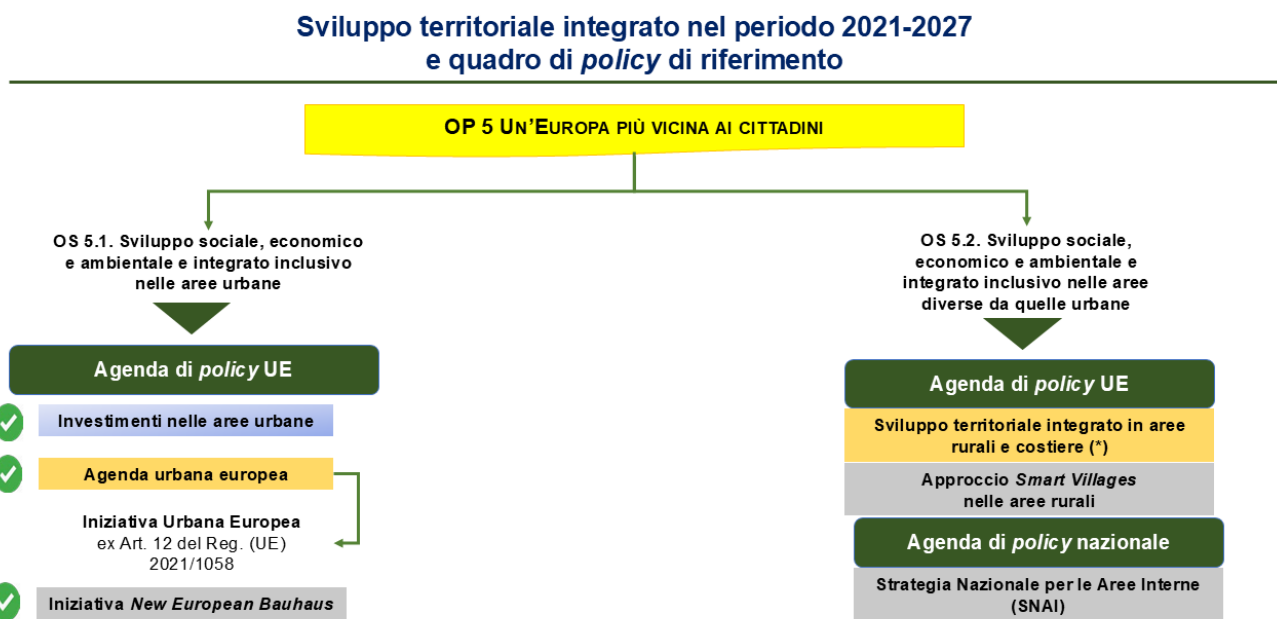 Sviluppo territoriale integrato nel periodo 2021-2027
e quadro di policy di riferimento
OP 5 UN'EUROPA PIÙ VICINA AI CITTADINI
OS 5.1. Sviluppo sociale, economico
e ambientale e integrato inclusivo
nelle aree urbane
Agenda di policy UE
Investimenti nelle aree urbane
Agenda urbana europea
Iniziativa Urbana Europea
ex Art. 12 del Reg. (UE)
2021/1058
Iniziativa New European Bauhaus
OS 5.2. Sviluppo sociale,
economico e ambientale e
integrato inclusivo nelle aree
diverse da quelle urbane
Agenda di policy UE
Sviluppo territoriale integrato in aree
rurali e costiere (*)
Approccio Smart Villages
nelle aree rurali
Agenda di policy nazionale
Strategia Nazionale per le Aree Interne
(SNAI)